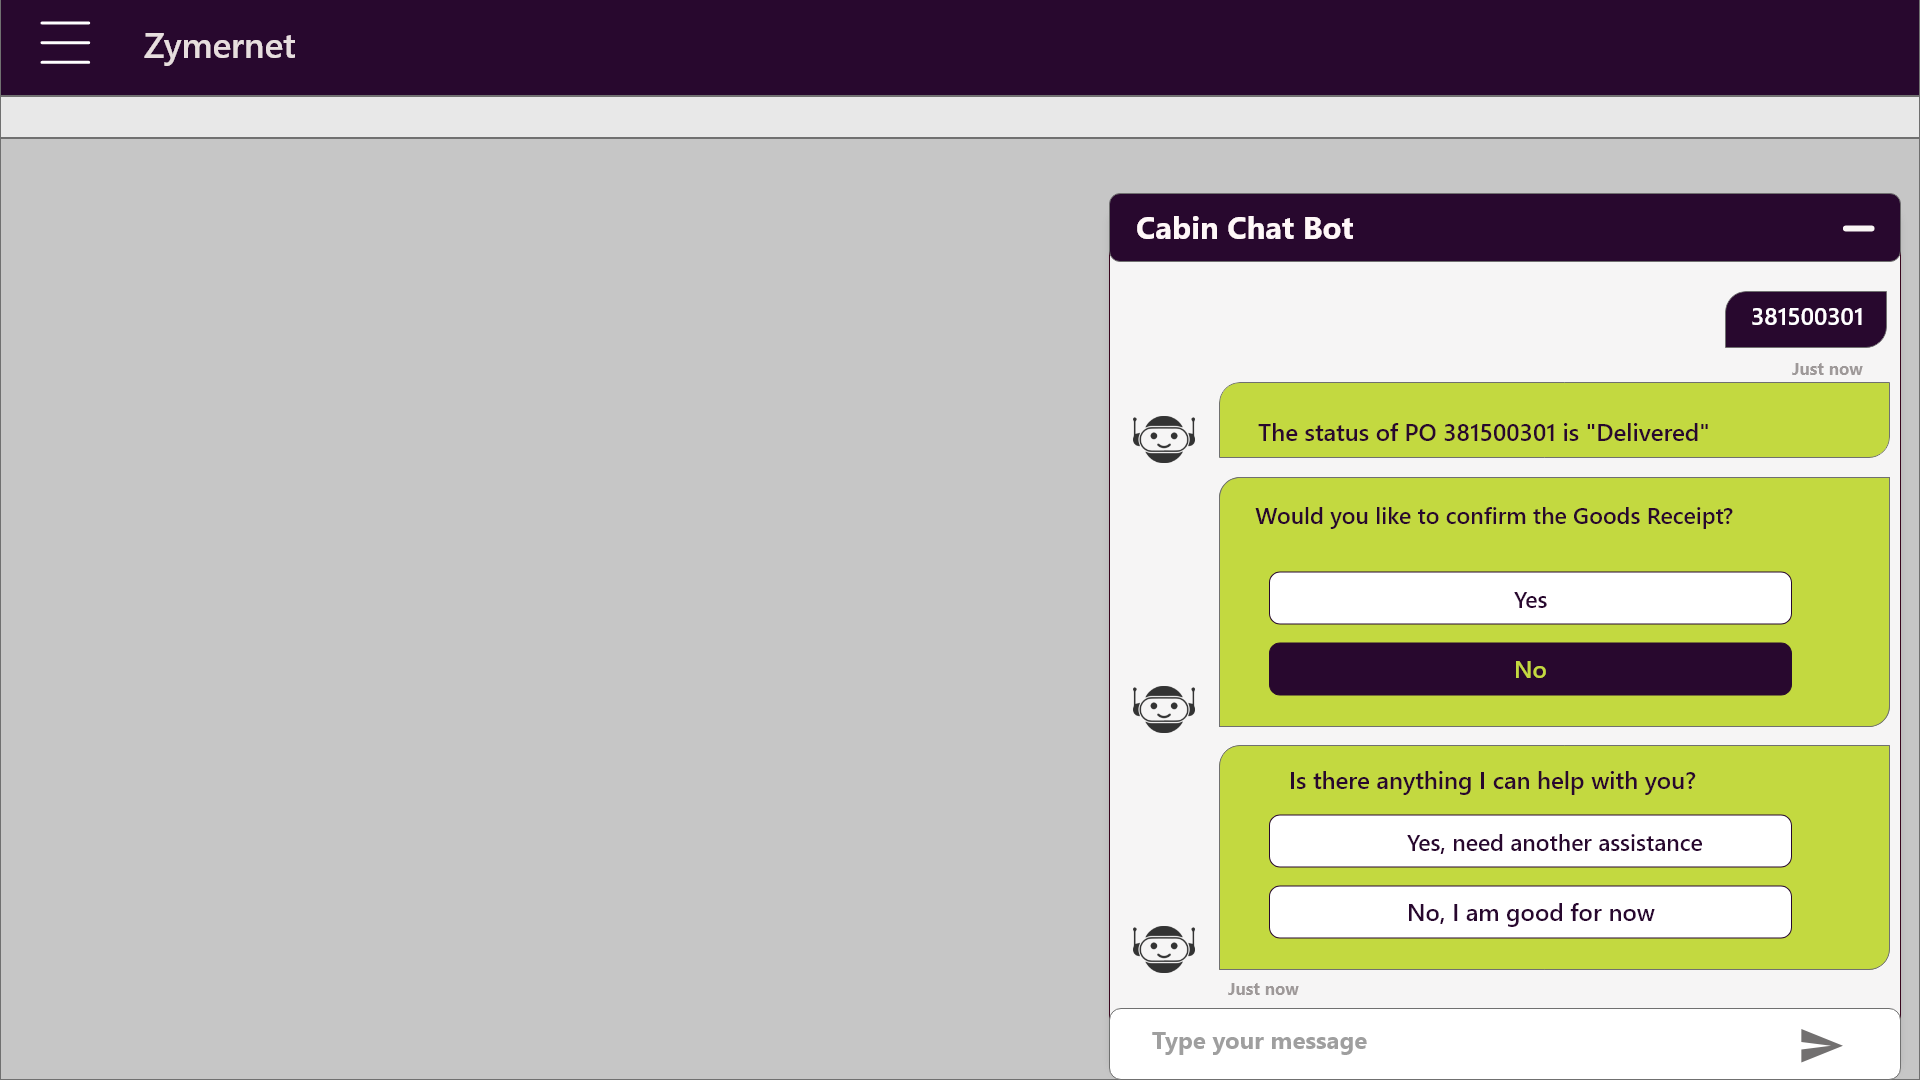 Zymernet
Cabin Chat Bot
381500301
Just now
The status of PO 381500301 is "Delivered"
Would you like to confirm the Goods Receipt?
Yes
No
Is there anything I can help with you?
Yes, need another assistance
No, I am good for now
Just now
Type your message